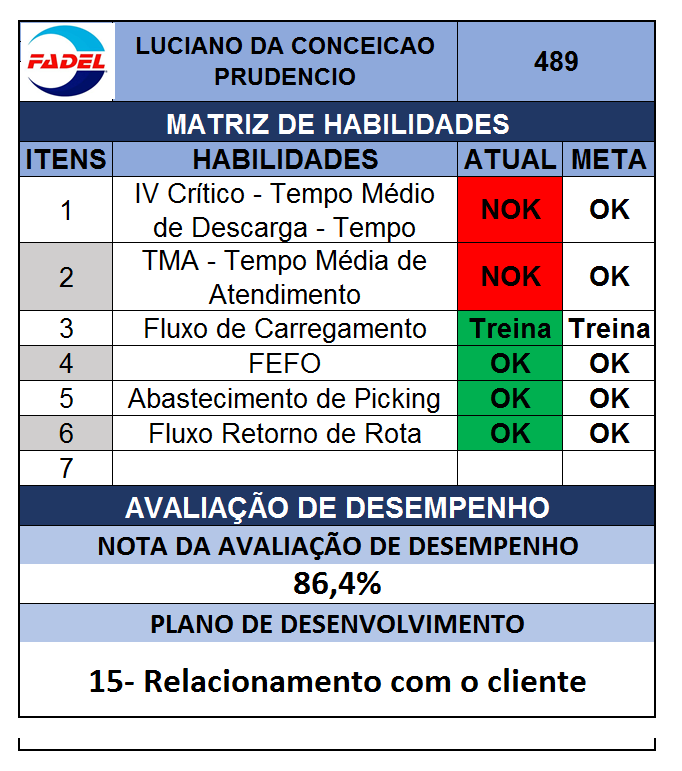 FADEL
LUCIANO DA CONCEICAO
PRUDENCIO
489
MATRIZ DE HABILIDADES
ITENS HABILIDADES ATUAL META
1 IV Crítico - Tempo Médio
de Descarga - Tempo NOK OK
2 TMA - Tempo Média de
Atendimento NOK OK
3 Fluxo de Carregamento Treina Treina
4 FEFO OK OK
5 Abastecimento de Picking OK OK
6 Fluxo Retorno de Rota OK OK
7
AVALIAÇÃO DE DESEMPENHO
NOTA DA AVALIAÇÃO DE DESEMPENHO
86,4%
PLANO DE DESENVOLVIMENTO
15- Relacionamento com o cliente